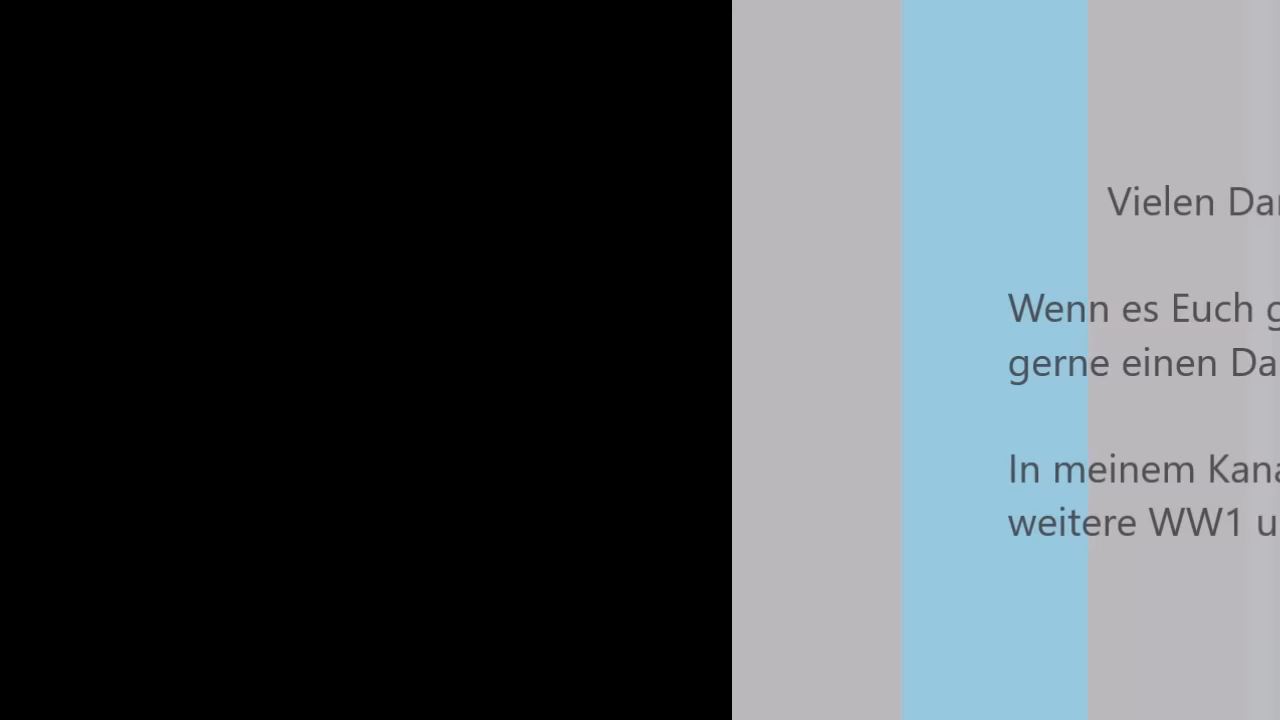 Vielen Da
Wenn es Euch g
gerne einen Da
In meinem Kana
weitere WW1 u